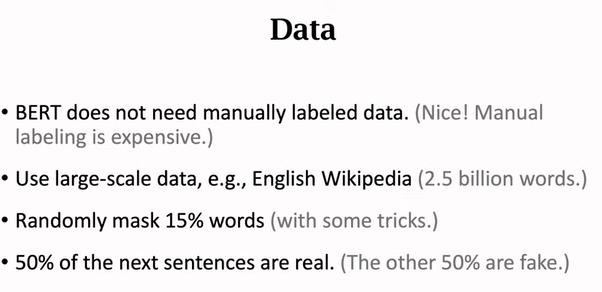 Data
• BERT does not need manually labeled data. (Nice! Manual
labeling is expensive.)
• Use large-scale data, e.g., English Wikipedia (2.5 billion words.)
• Randomly mask 15% words (with some tricks.)
• 50% of the next sentences are real. (The other 50% are fake.)